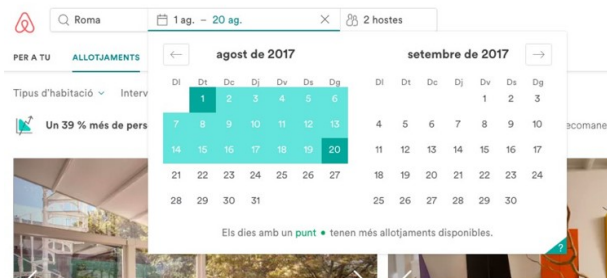 Roma
1 ag. – 20 ag.
2 hostes
PER A TU
ALLOTJAMENTS
Tipus d'habitació
Interv
Un 39 % més de pers
agost de 2017
Dl Dt Dc Dj Dv Ds Dg
1 2 3 4 5 6
7 8 9 10 11 12 13
14 15 16 17 18 19 20
21 22 23 24 25 26 27
28 29 30 31
setembre de 2017
Dl Dt Dc Dj Dv Ds Dg
1 2 3
4 5 6 7 8 9 10
11 12 13 14 15 16 17
18 19 20 21 22 23 24
25 26 27 28 29 30
Els dies amb un punt • tenen més allotjaments disponibles.
?
ecomane